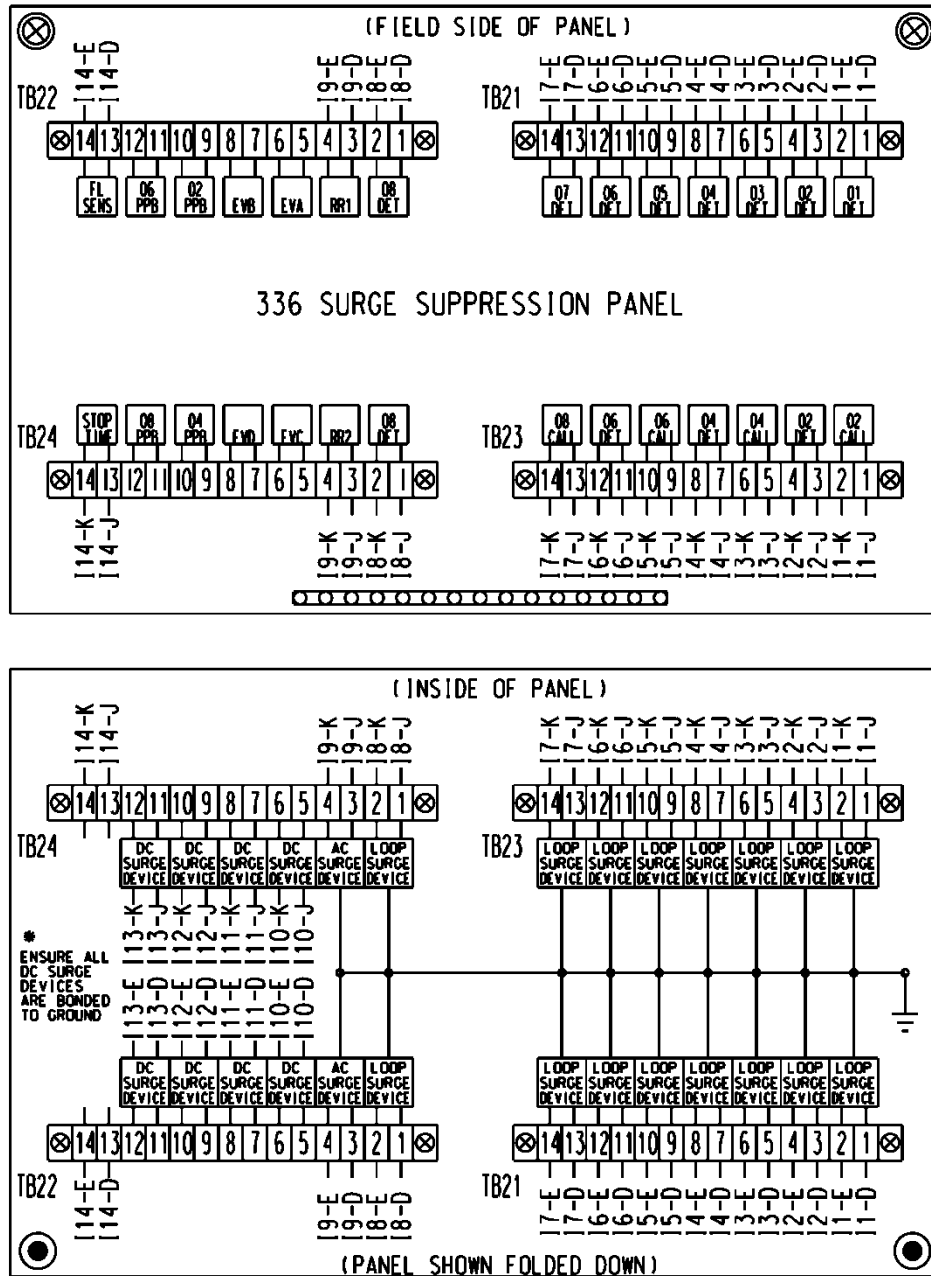 (FIELD SIDE OF PANEL)
I14-E I14-D I9-E I9-D I8-E I8-D
I7-E I7-D I6-E I6-D I5-E I5-D I4-E I4-D I3-E I3-D I2-E I2-D I1-E I1-D
TB22
TB21
14 13 12 11 10 9 8 7 6 5 4 3 2 1
14 13 12 11 10 9 8 7 6 5 4 3 2 1
FL SENS
06 PPB
02 PPB
EVB
EVA
RR1
08 DET
07 DET
06 DET
05 DET
04 DET
03 DET
02 DET
01 DET
336 SURGE SUPPRESSION PANEL
TB24
STOP TIME
08 PPB
04 PPB
EVD
EVC
RR2
08 DET
TB23
08 CALL
06 DET
06 CALL
04 DET
04 CALL
02 DET
02 CALL
14 13 12 11 10 9 8 7 6 5 4 3 2 1
14 13 12 11 10 9 8 7 6 5 4 3 2 1
I14-K I14-J I9-K I9-J I8-K I8-J
I7-K I7-J I6-K I6-J I5-K I5-J I4-K I4-J I3-K I3-J I2-K I2-J I1-K I1-J
(INSIDE OF PANEL)
I14-K I14-J I9-K I9-J I8-K I8-J
I7-K I7-J I6-K I6-J I5-K I5-J I4-K I4-J I3-K I3-J I2-K I2-J I1-K I1-J
14 13 12 11 10 9 8 7 6 5 4 3 2 1
14 13 12 11 10 9 8 7 6 5 4 3 2 1
TB24
TB23
DC DC DC DC AC LOOP
SURGE SURGE SURGE SURGE SURGE SURGE
DEVICE DEVICE DEVICE DEVICE DEVICE DEVICE
LOOP LOOP LOOP LOOP LOOP LOOP LOOP
SURGE SURGE SURGE SURGE SURGE SURGE SURGE
DEVICE DEVICE DEVICE DEVICE DEVICE DEVICE DEVICE
I13-K I13-J I12-K I12-J I11-K I11-J I10-K I10-J
*
ENSURE ALL
DC SURGE
DEVICES
ARE BONDED
TO GROUND
I13-E I13-D I12-E I12-D I11-E I11-D I10-E I10-D
DC DC DC DC AC LOOP
SURGE SURGE SURGE SURGE SURGE SURGE
DEVICE DEVICE DEVICE DEVICE DEVICE DEVICE
LOOP LOOP LOOP LOOP LOOP LOOP LOOP
SURGE SURGE SURGE SURGE SURGE SURGE SURGE
DEVICE DEVICE DEVICE DEVICE DEVICE DEVICE DEVICE
14 13 12 11 10 9 8 7 6 5 4 3 2 1
14 13 12 11 10 9 8 7 6 5 4 3 2 1
TB22
TB21
I14-E I14-D I9-E I9-D I8-E I8-D
I7-E I7-D I6-E I6-D I5-E I5-D I4-E I4-D I3-E I3-D I2-E I2-D I1-E I1-D
(PANEL SHOWN FOLDED DOWN)